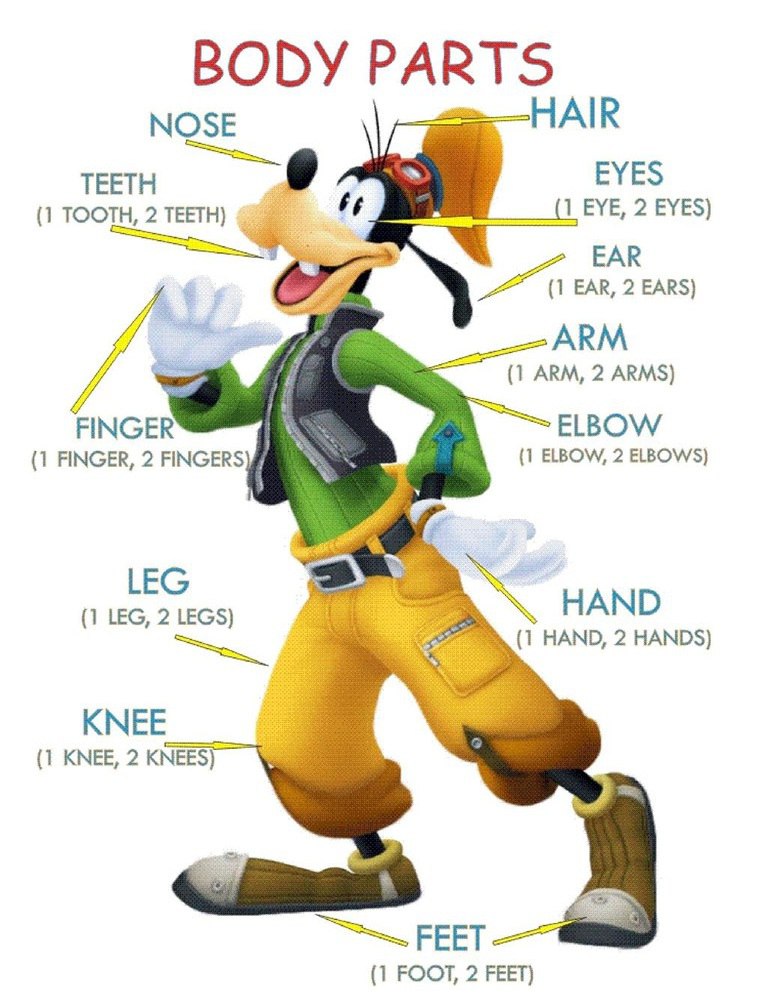 BODY PARTS
HAIR
NOSE
TEETH
(1 TOOTH, 2 TEETH)
EYES
(1 EYE, 2 EYES)
EAR
(1 EAR, 2 EARS)
ARM
(1 ARM, 2 ARMS)
FINGER
(1 FINGER, 2 FINGERS)
ELBOW
(1 ELBOW, 2 ELBOWS)
LEG
(1 LEG, 2 LEGS)
HAND
(1 HAND, 2 HANDS)
KNEE
(1 KNEE, 2 KNEES)
FEET
(1 FOOT, 2 FEET)